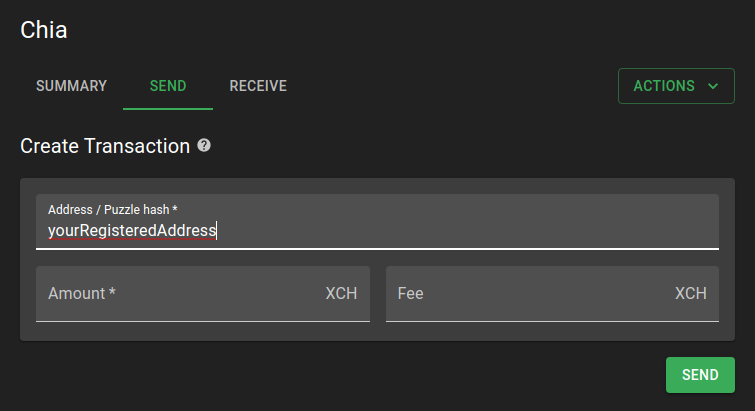 Chia
SUMMARY SEND RECEIVE ACTIONS
Create Transaction ?
Address / Puzzle hash *
yourRegisteredAddress
Amount * XCH Fee XCH
SEND